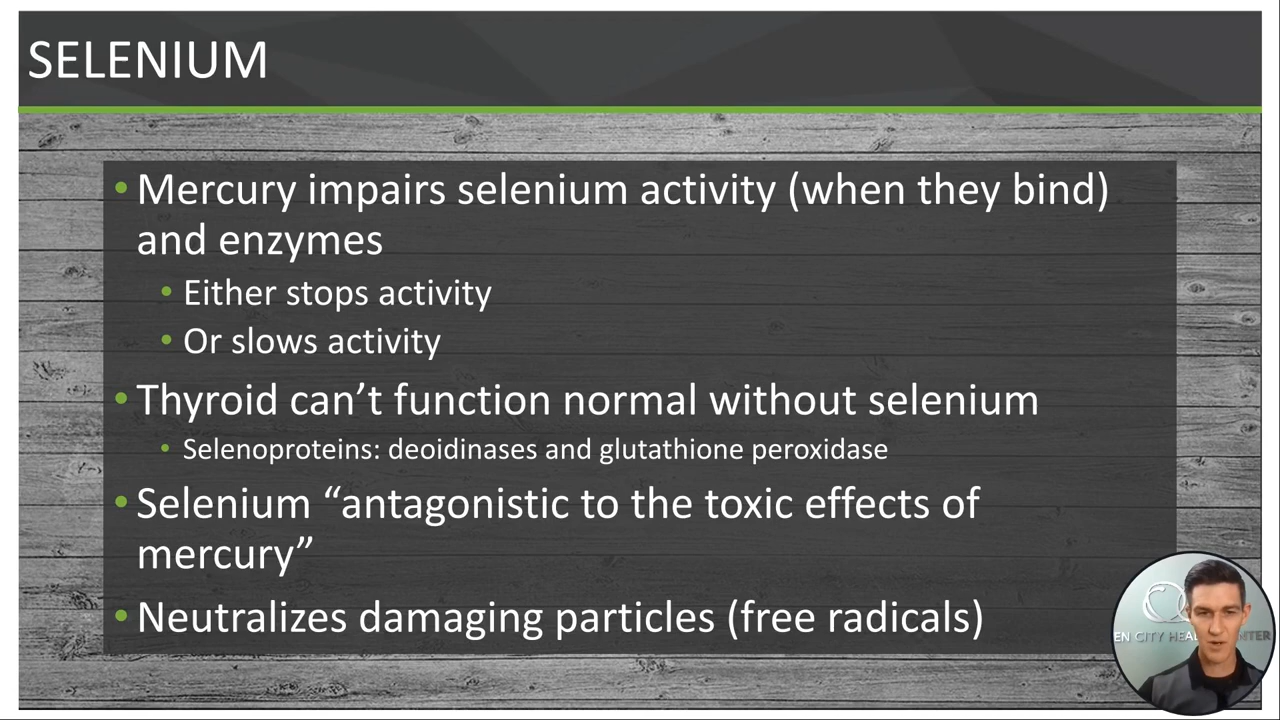 SELENIUM
• Mercury impairs selenium activity (when they bind)
and enzymes
• Either stops activity
• Or slows activity
• Thyroid can’t function normal without selenium
• Selenoproteins: deoidinases and glutathione peroxidase
• Selenium “antagonistic to the toxic effects of
mercury”
• Neutralizes damaging particles (free radicals)
EN CITY